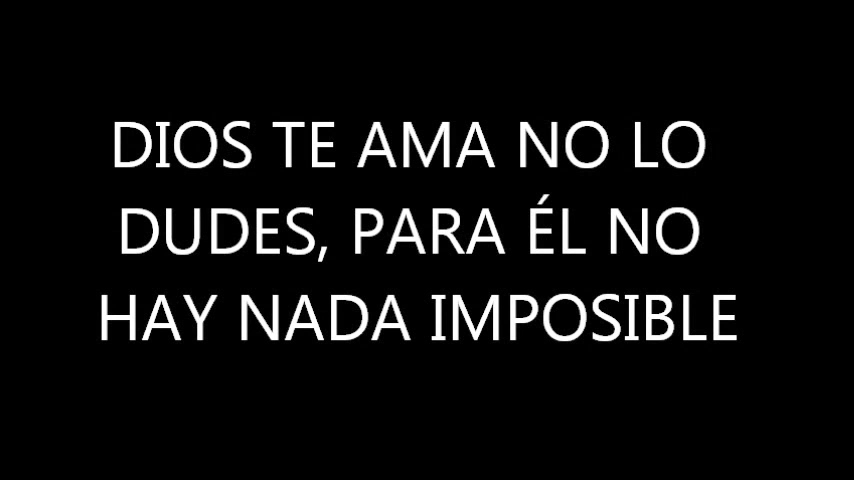 DIOS TE AMA NO LO
DUDES, PARA ÉL NO
HAY NADA IMPOSIBLE